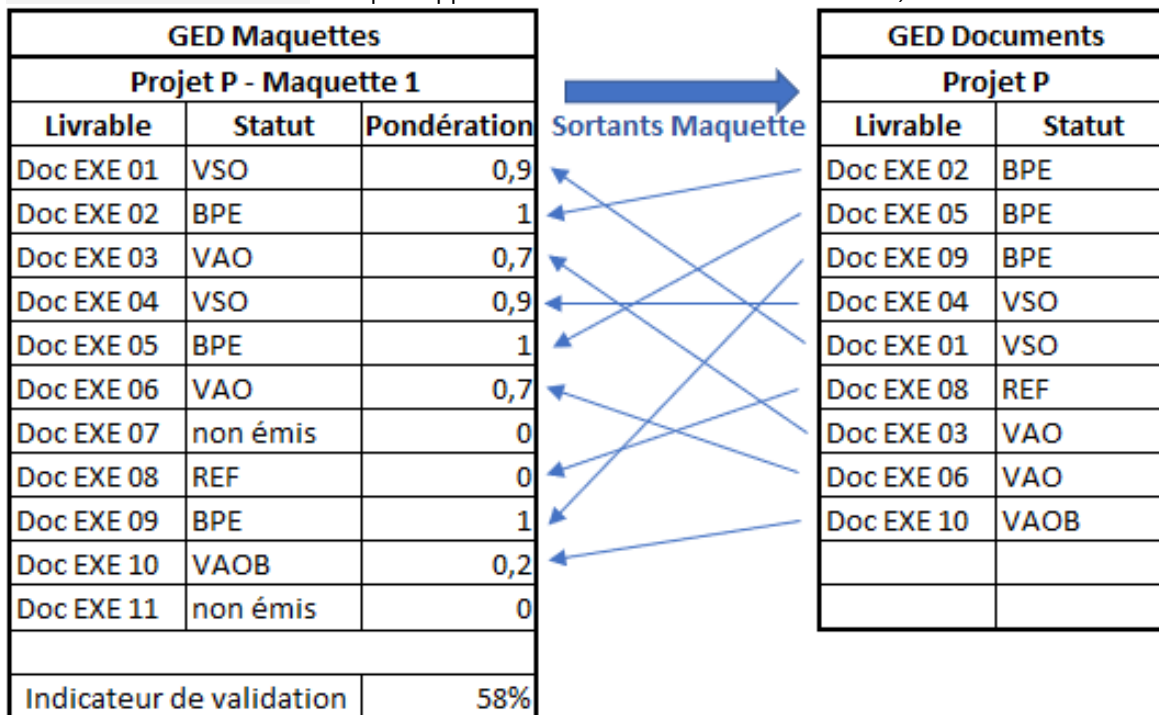 GED Maquettes
Projet P - Maquette 1
Livrable Statut Pondération
Doc EXE 01 VSO 0,9
Doc EXE 02 BPE 1
Doc EXE 03 VAO 0,7
Doc EXE 04 VSO 0,9
Doc EXE 05 BPE 1
Doc EXE 06 VAO 0,7
Doc EXE 07 non émis 0
Doc EXE 08 REF 0
Doc EXE 09 BPE 1
Doc EXE 10 VAOB 0,2
Doc EXE 11 non émis 0
Indicateur de validation 58%
Sortants Maquette
GED Documents
Projet P
Livrable Statut
Doc EXE 02 BPE
Doc EXE 05 BPE
Doc EXE 09 BPE
Doc EXE 04 VSO
Doc EXE 01 VSO
Doc EXE 08 REF
Doc EXE 03 VAO
Doc EXE 06 VAO
Doc EXE 10 VAOB